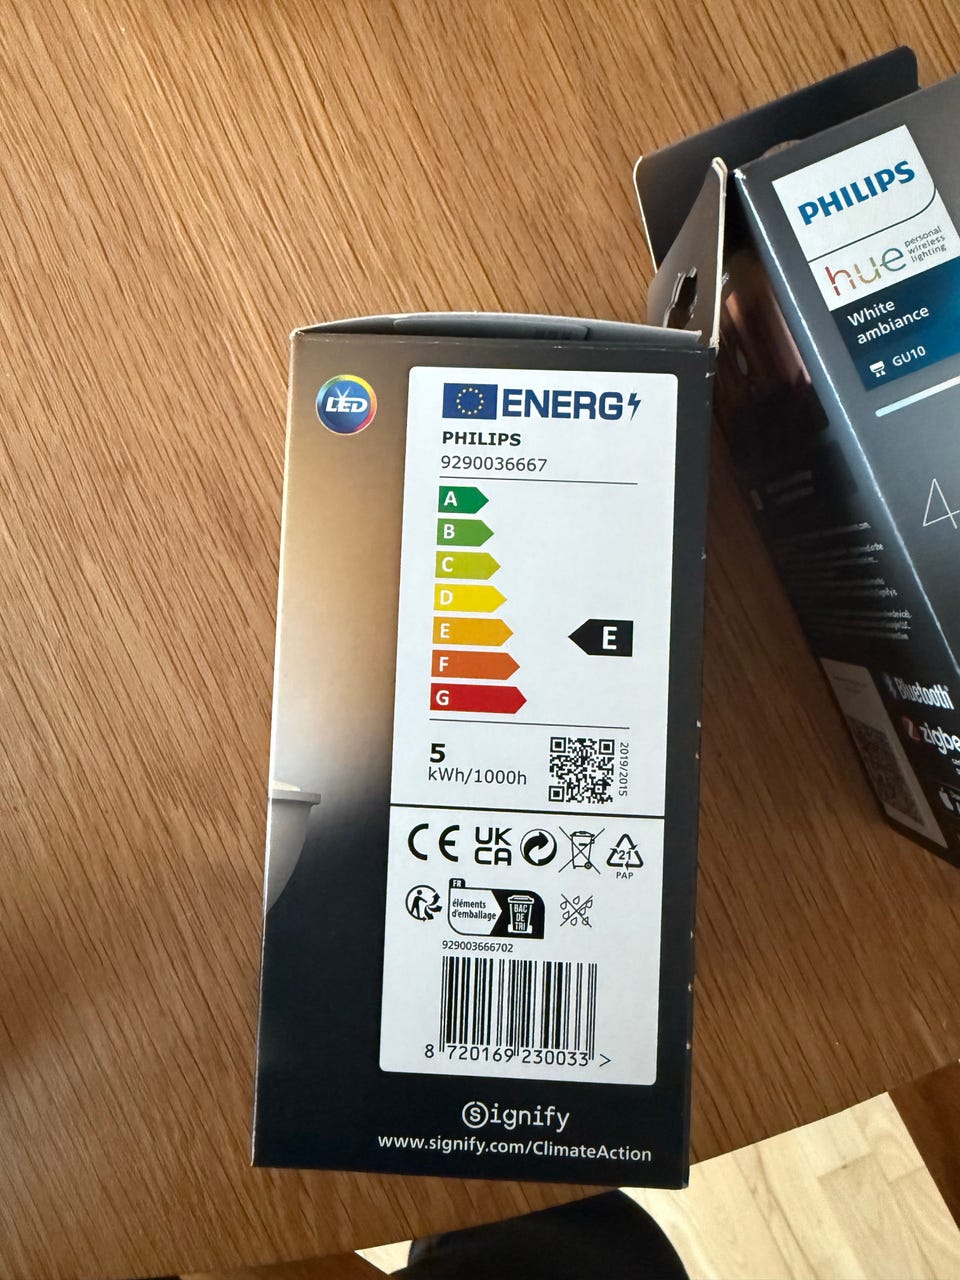 LED
ENERG
PHILIPS
9290036667
A
B
C
D
E
F
G
E
5
kWh/1000h
2019/2015
CE
UK
CA
21
PAP
FR
éléments
d'emballage
BAC
DE
TRI
929003666702
8 720169 230033 >
Signify
www.signify.com/ClimateAction
PHILIPS
hue
personal
wireless
lighting
White
ambiance
GU10
4
Bluetooth
zigbe